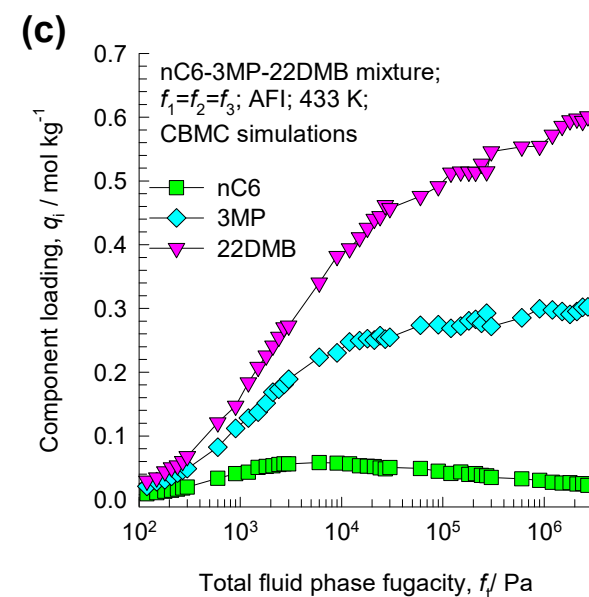 (c)
nC6-3MP-22DMB mixture;
f₁=f₂=f₃; AFI; 433 K;
CBMC simulations
nC6
3MP
22DMB
Component loading, qᵢ / mol kg⁻¹
0.7
0.6
0.5
0.4
0.3
0.2
0.1
0.0
10² 10³ 10⁴ 10⁵ 10⁶
Total fluid phase fugacity, fₜ/ Pa